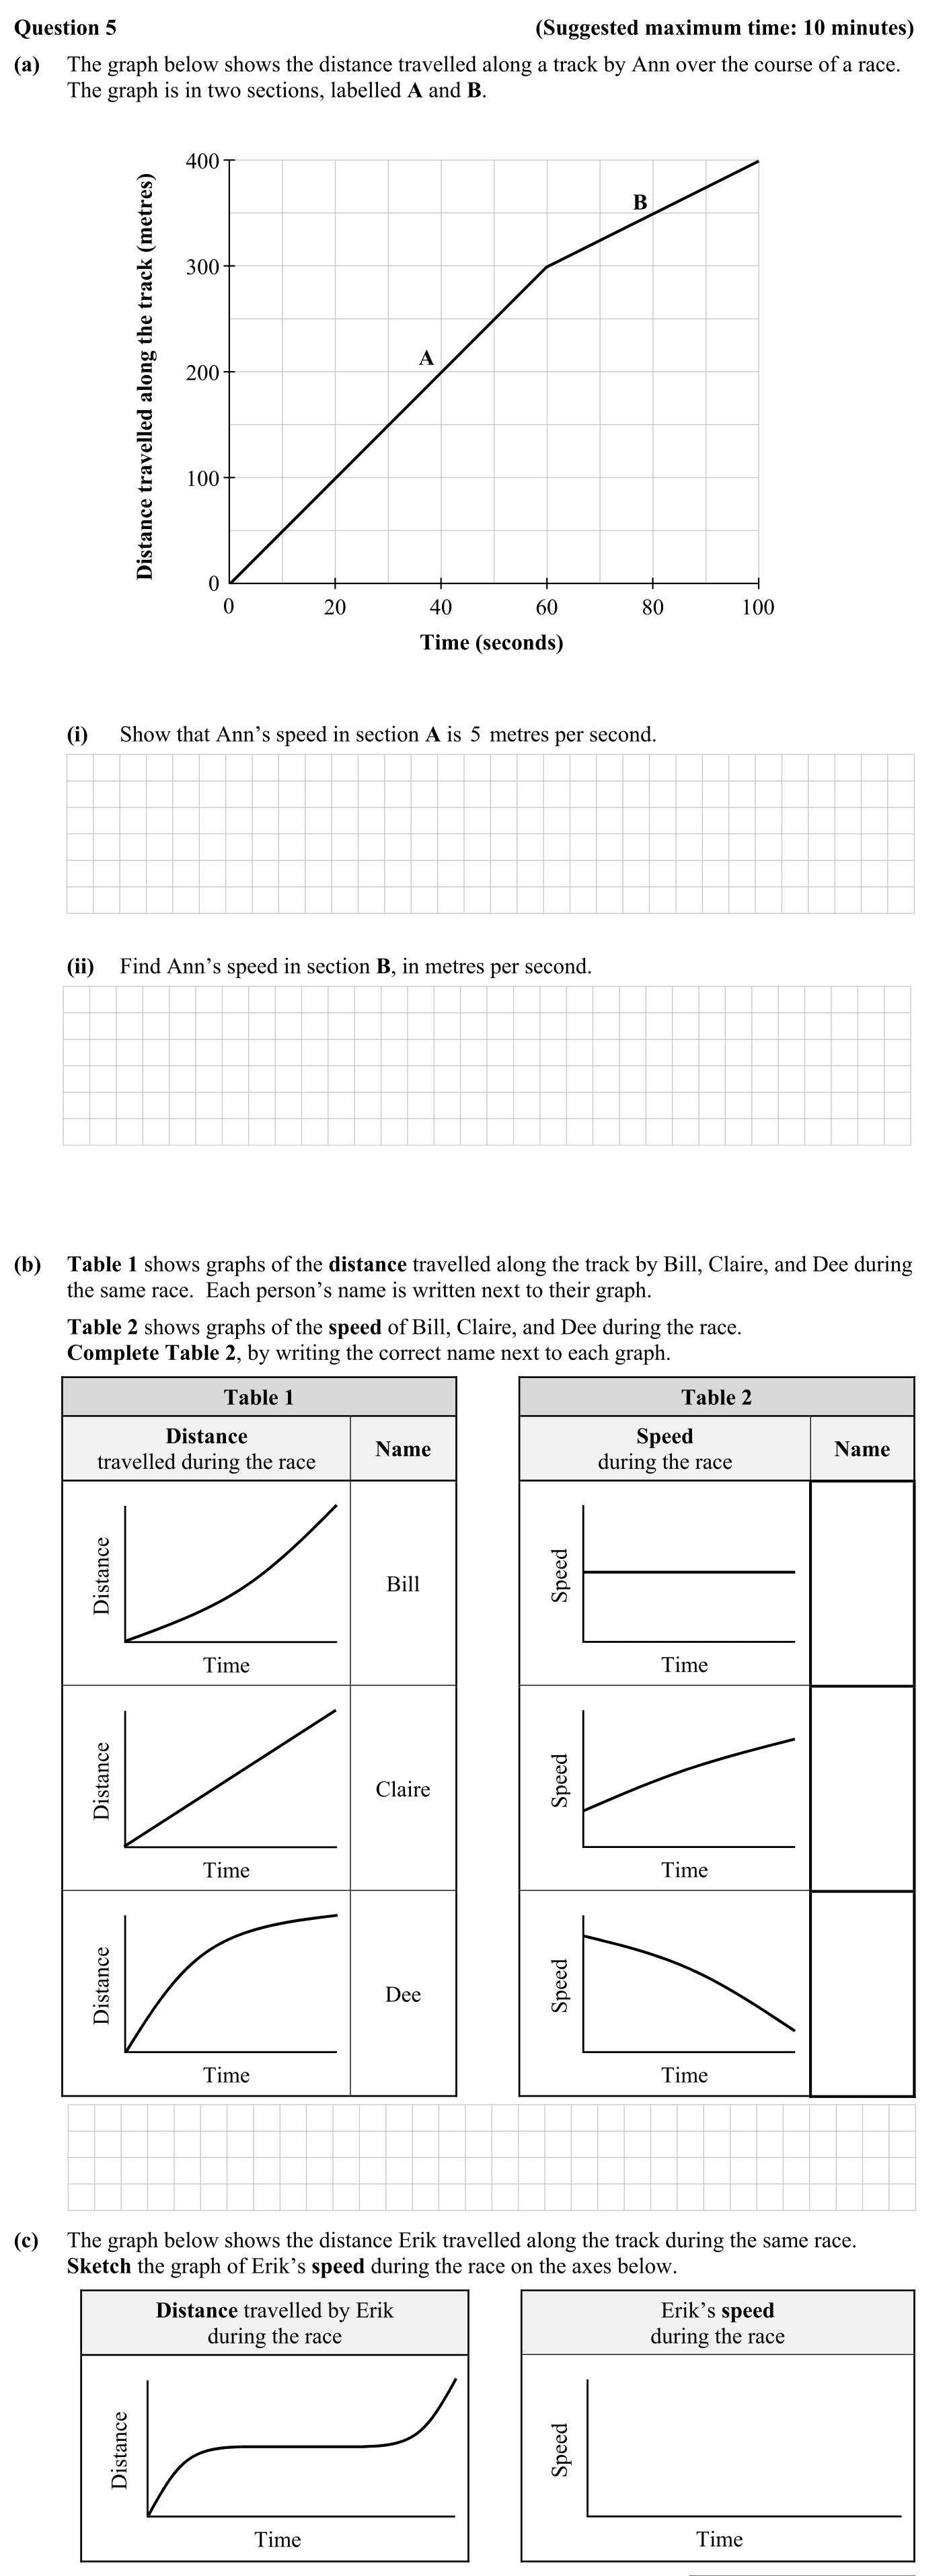 Question 5 (Suggested maximum time: 10 minutes)
(a) The graph below shows the distance travelled along a track by Ann over the course of a race.
The graph is in two sections, labelled A and B.
Distance travelled along the track (metres)
400
300
200
100
0
B
A
0 20 40 60 80 100
Time (seconds)
(i) Show that Ann’s speed in section A is 5 metres per second.
(ii) Find Ann’s speed in section B, in metres per second.
(b) Table 1 shows graphs of the distance travelled along the track by Bill, Claire, and Dee during
the same race. Each person’s name is written next to their graph.
Table 2 shows graphs of the speed of Bill, Claire, and Dee during the race.
Complete Table 2, by writing the correct name next to each graph.
Table 1
Distance
travelled during the race
Name
Distance
Time
Bill
Distance
Time
Claire
Distance
Time
Dee
Table 2
Speed
during the race
Name
Speed
Time
Speed
Time
Speed
Time
(c) The graph below shows the distance Erik travelled along the track during the same race.
Sketch the graph of Erik’s speed during the race on the axes below.
Distance travelled by Erik
during the race
Distance
Time
Erik’s speed
during the race
Speed
Time